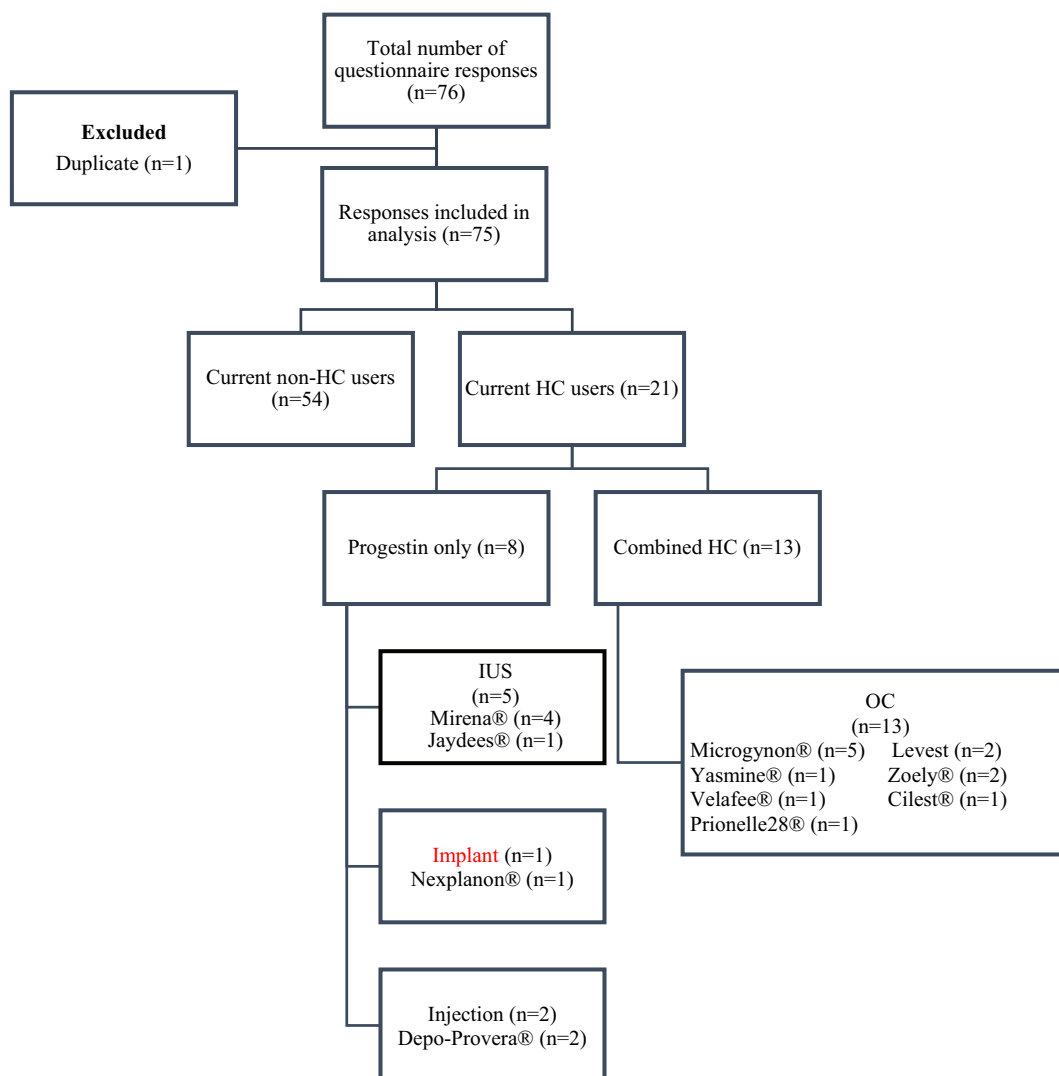 Total number of
questionnaire responses
(n=76)
Excluded
Duplicate (n=1)
Responses included in
analysis (n=75)
Current non-HC users
(n=54)
Current HC users (n=21)
Progestin only (n=8)
Combined HC (n=13)
IUS
(n=5)
Mirena® (n=4)
Jaydees® (n=1)
OC
(n=13)
Microgynon® (n=5) Levest (n=2)
Yasmine® (n=1) Zoely® (n=2)
Velafee® (n=1) Cilest® (n=1)
Prionelle28® (n=1)
Implant (n=1)
Nexplanon® (n=1)
Injection (n=2)
Depo-Provera® (n=2)